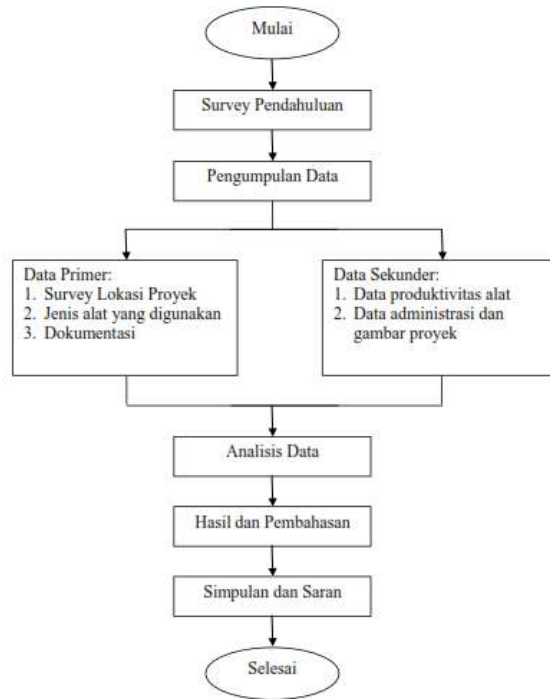 Mulai
Survey Pendahuluan
Pengumpulan Data
Data Primer:
1. Survey Lokasi Proyek
2. Jenis alat yang digunakan
3. Dokumentasi
Data Sekunder:
1. Data produktivitas alat
2. Data administrasi dan
gambar proyek
Analisis Data
Hasil dan Pembahasan
Simpulan dan Saran
Selesai